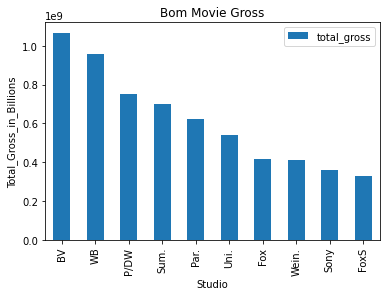 Bom Movie Gross
1e9
total_gross
1.0
0.8
0.6
0.4
0.2
0.0
Total_Gross_in_Billions
BV
WB
P/DW
Sum.
Par.
Uni.
Fox
Wein.
Sony
FoxS
Studio